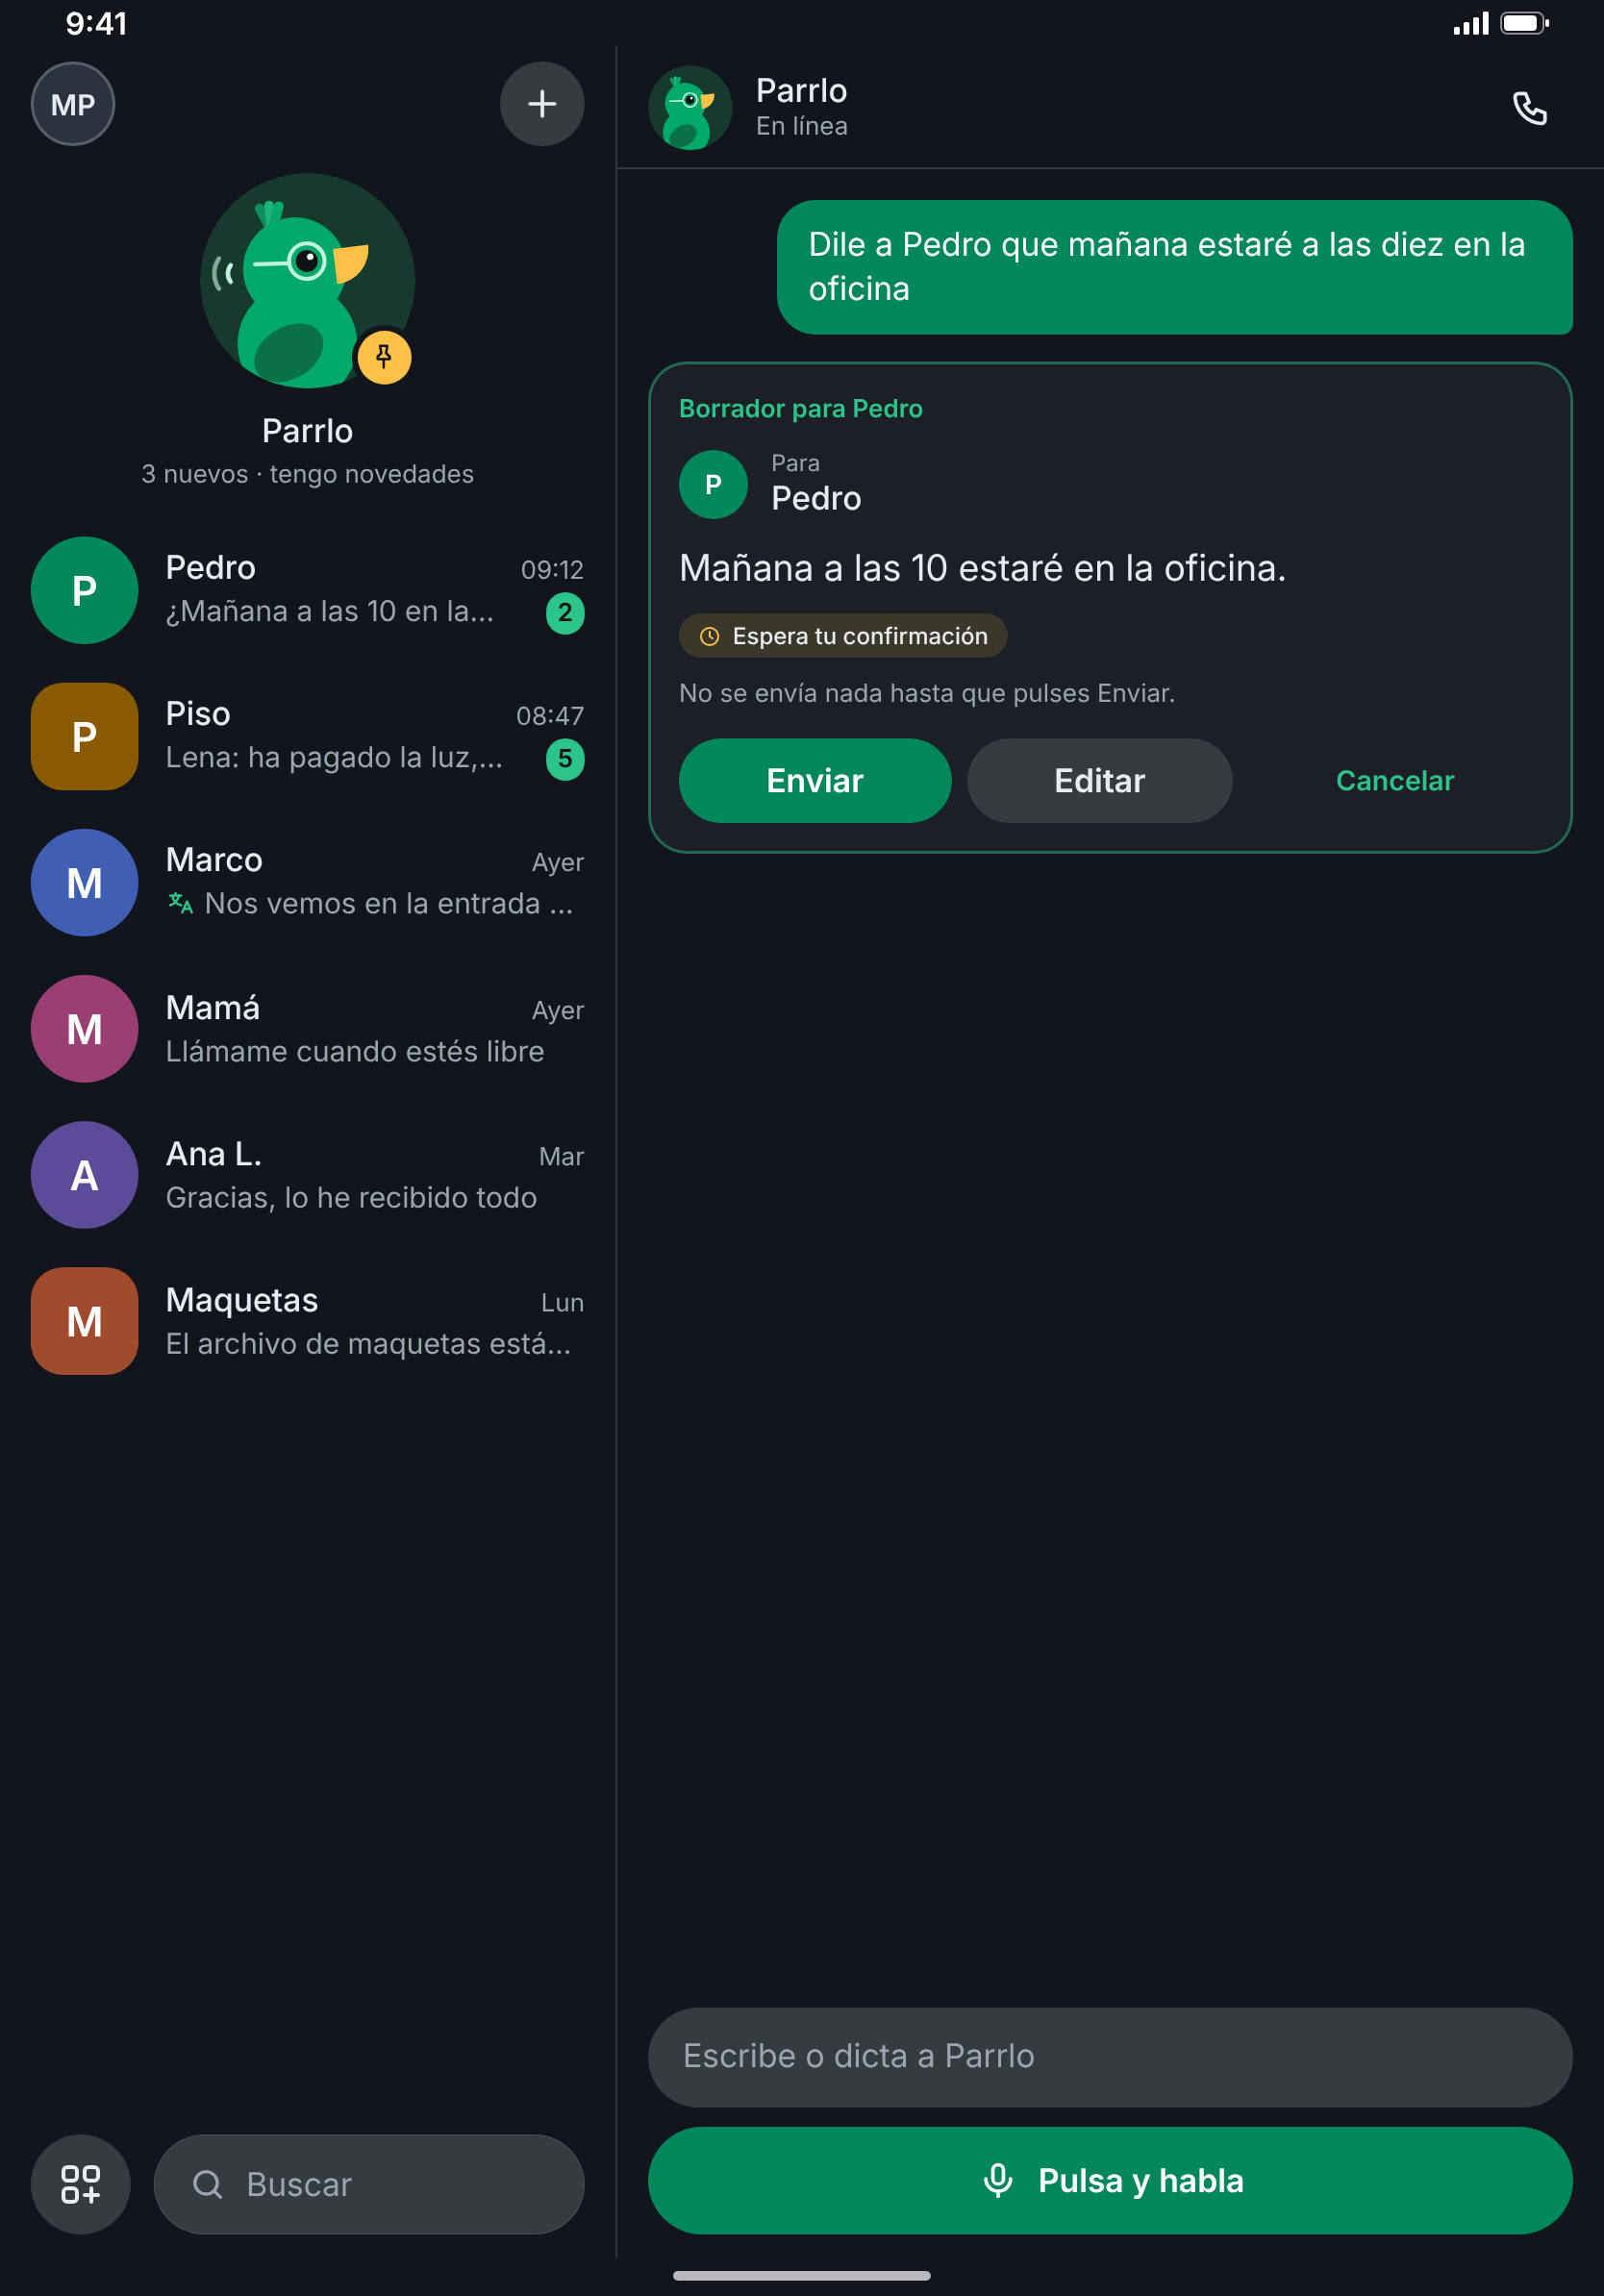 9:41
MP
Parrlo
3 nuevos · tengo novedades
P
Pedro
09:12
¿Mañana a las 10 en la...
2
P
Piso
08:47
Lena: ha pagado la luz,...
5
M
Marco
Ayer
Nos vemos en la entrada ...
M
Mamá
Ayer
Llámame cuando estés libre
A
Ana L.
Mar
Gracias, lo he recibido todo
M
Maquetas
Lun
El archivo de maquetas está...
Buscar
Parrlo
En línea
Dile a Pedro que mañana estaré a las diez en la
oficina
Borrador para Pedro
P
Para
Pedro
Mañana a las 10 estaré en la oficina.
Espera tu confirmación
No se envía nada hasta que pulses Enviar.
Enviar
Editar
Cancelar
Escribe o dicta a Parrlo
Pulsa y habla